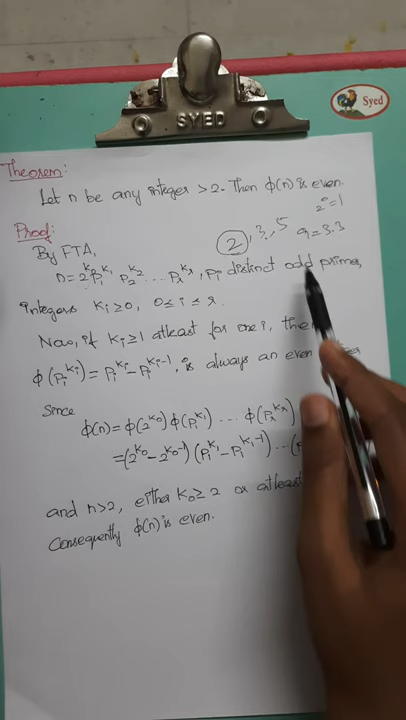 SYED
Syed
Theorem:
Let n be any integer > 2. Then ϕ(n) is even.
2⁰=1
Proof:
2, 3, 5 9=3.3
By FTA,
n = 2^k₀ p₁^k₁ p₂^k₂ ... pᵣ^kᵣ, pᵢ distinct odd primes,
integers kᵢ ≥ 0, 0 ≤ i ≤ r.
Now, if kᵢ ≥ 1 atleast for one i,
ϕ(pᵢ^kᵢ) = pᵢ^kᵢ - pᵢ^kᵢ-1, is always an even
Since
ϕ(n) = ϕ(2^k₀) ϕ(p₁^k₁) ... ϕ(pᵣ^kᵣ)
= (2^k₀ - 2^k₀-1) (p₁^k₁ - p₁^k₁-1) ... (
and n>2, either k₀ ≥ 2 or atleast
Consequently ϕ(n) is even.